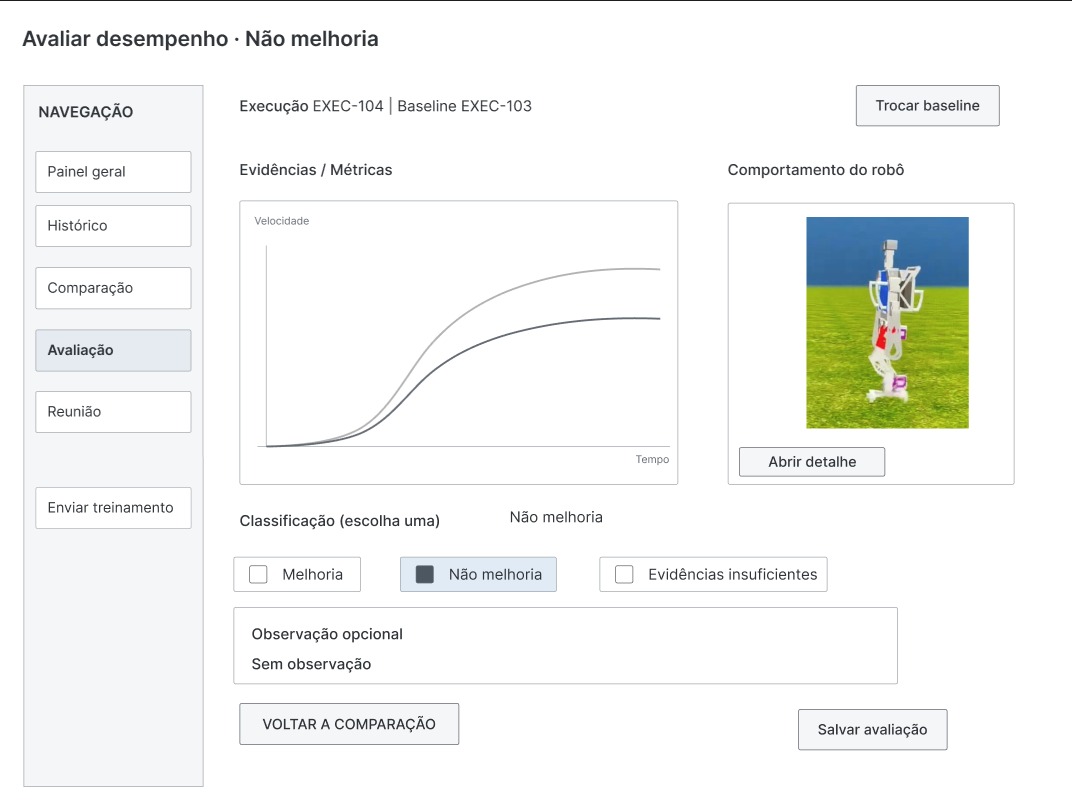 Avaliar desempenho · Não melhoria
NAVEGAÇÃO
Painel geral
Histórico
Comparação
Avaliação
Reunião
Enviar treinamento
Execução EXEC-104 | Baseline EXEC-103
Trocar baseline
Evidências / Métricas
Velocidade
Tempo
Comportamento do robô
Abrir detalhe
Classificação (escolha uma)
Não melhoria
Melhoria
Não melhoria
Evidências insuficientes
Observação opcional
Sem observação
VOLTAR A COMPARAÇÃO
Salvar avaliação